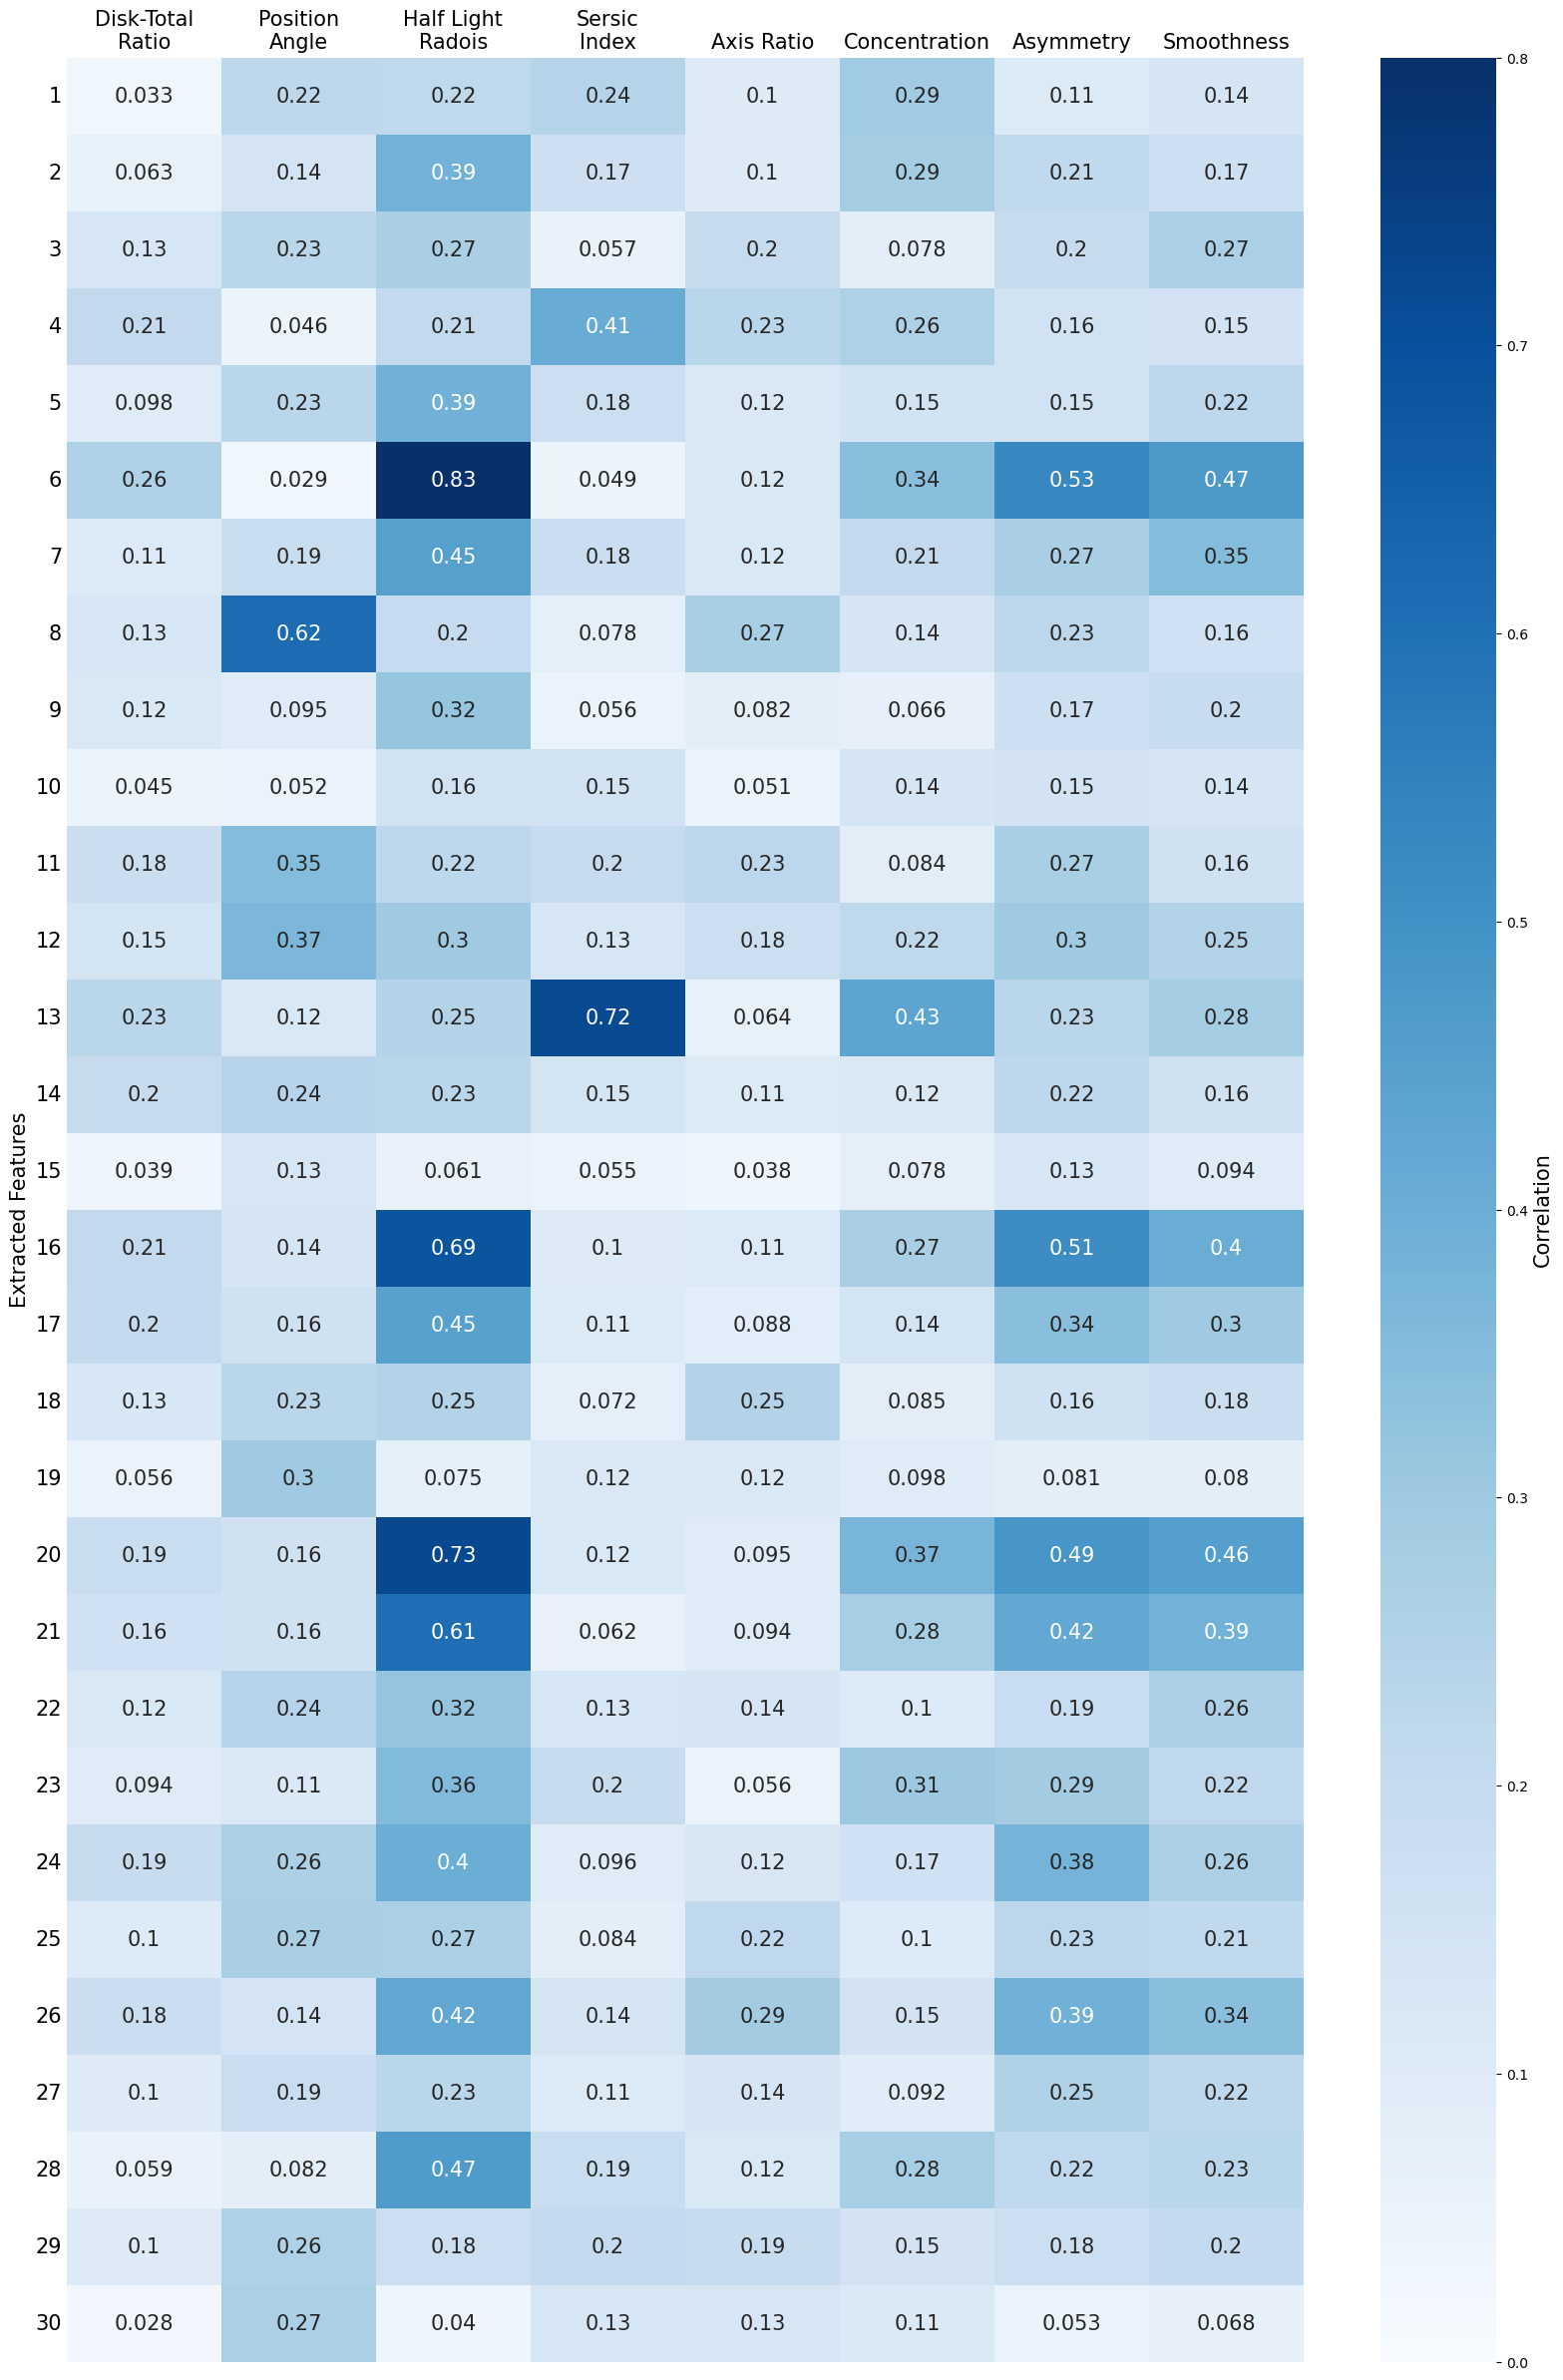 Disk-Total Position Half Light Sersic
Ratio Angle Radois Index Axis Ratio Concentration Asymmetry Smoothness
1 0.033 0.22 0.22 0.24 0.1 0.29 0.11 0.14
2 0.063 0.14 0.39 0.17 0.1 0.29 0.21 0.17
3 0.13 0.23 0.27 0.057 0.2 0.078 0.2 0.27
4 0.21 0.046 0.21 0.41 0.23 0.26 0.16 0.15
5 0.098 0.23 0.39 0.18 0.12 0.15 0.15 0.22
6 0.26 0.029 0.83 0.049 0.12 0.34 0.53 0.47
7 0.11 0.19 0.45 0.18 0.12 0.21 0.27 0.35
8 0.13 0.62 0.2 0.078 0.27 0.14 0.23 0.16
9 0.12 0.095 0.32 0.056 0.082 0.066 0.17 0.2
10 0.045 0.052 0.16 0.15 0.051 0.14 0.15 0.14
11 0.18 0.35 0.22 0.2 0.23 0.084 0.27 0.16
12 0.15 0.37 0.3 0.13 0.18 0.22 0.3 0.25
13 0.23 0.12 0.25 0.72 0.064 0.43 0.23 0.28
14 0.2 0.24 0.23 0.15 0.11 0.12 0.22 0.16
15 0.039 0.13 0.061 0.055 0.038 0.078 0.13 0.094
16 0.21 0.14 0.69 0.1 0.11 0.27 0.51 0.4
17 0.2 0.16 0.45 0.11 0.088 0.14 0.34 0.3
18 0.13 0.23 0.25 0.072 0.25 0.085 0.16 0.18
19 0.056 0.3 0.075 0.12 0.12 0.098 0.081 0.08
20 0.19 0.16 0.73 0.12 0.095 0.37 0.49 0.46
21 0.16 0.16 0.61 0.062 0.094 0.28 0.42 0.39
22 0.12 0.24 0.32 0.13 0.14 0.1 0.19 0.26
23 0.094 0.11 0.36 0.2 0.056 0.31 0.29 0.22
24 0.19 0.26 0.4 0.096 0.12 0.17 0.38 0.26
25 0.1 0.27 0.27 0.084 0.22 0.1 0.23 0.21
26 0.18 0.14 0.42 0.14 0.29 0.15 0.39 0.34
27 0.1 0.19 0.23 0.11 0.14 0.092 0.25 0.22
28 0.059 0.082 0.47 0.19 0.12 0.28 0.22 0.23
29 0.1 0.26 0.18 0.2 0.19 0.15 0.18 0.2
30 0.028 0.27 0.04 0.13 0.13 0.11 0.053 0.068
Extracted Features
0.8
0.7
0.6
0.5
0.4
0.3
0.2
0.1
0.0
Correlation